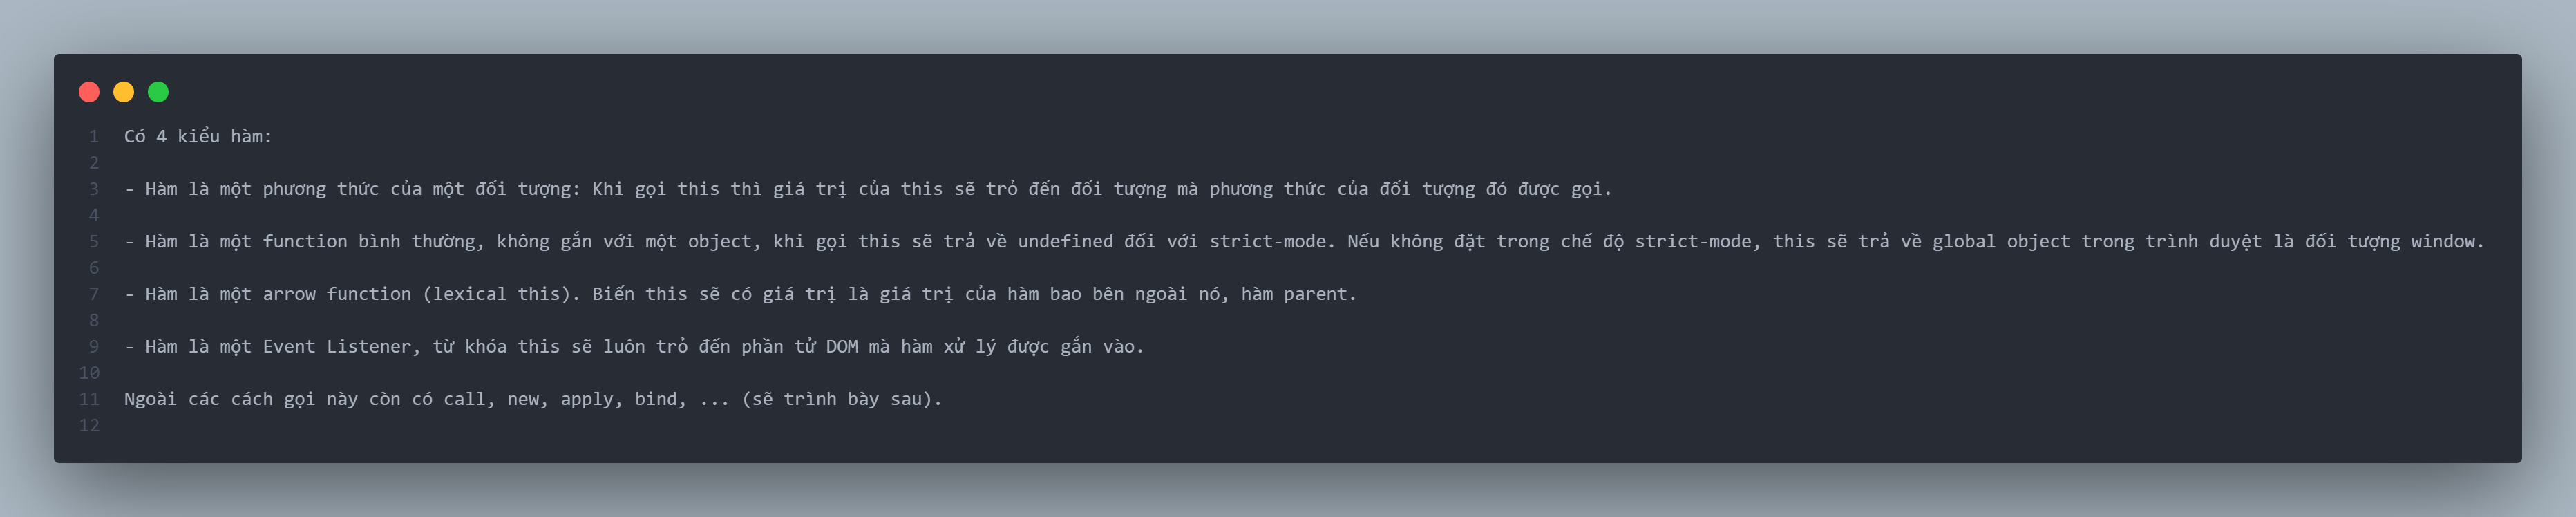 1 Có 4 kiểu hàm:
2
3 - Hàm là một phương thức của một đối tượng: Khi gọi this thì giá trị của this sẽ trỏ đến đối tượng mà phương thức của đối tượng đó được gọi.
4
5 - Hàm là một function bình thường, không gắn với một object, khi gọi this sẽ trả về undefined đối với strict-mode. Nếu không đặt trong chế độ strict-mode, this sẽ trả về global object trong trình duyệt là đối tượng window.
6
7 - Hàm là một arrow function (lexical this). Biến this sẽ có giá trị là giá trị của hàm bao bên ngoài nó, hàm parent.
8
9 - Hàm là một Event Listener, từ khóa this sẽ luôn trỏ đến phần tử DOM mà hàm xử lý được gắn vào.
10
11 Ngoài các cách gọi này còn có call, new, apply, bind, ... (sẽ trình bày sau).
12